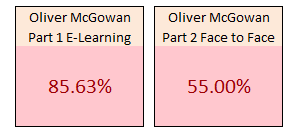 Oliver McGowan
Part 1 E-Learning
85.63%
Oliver McGowan
Part 2 Face to Face
55.00%